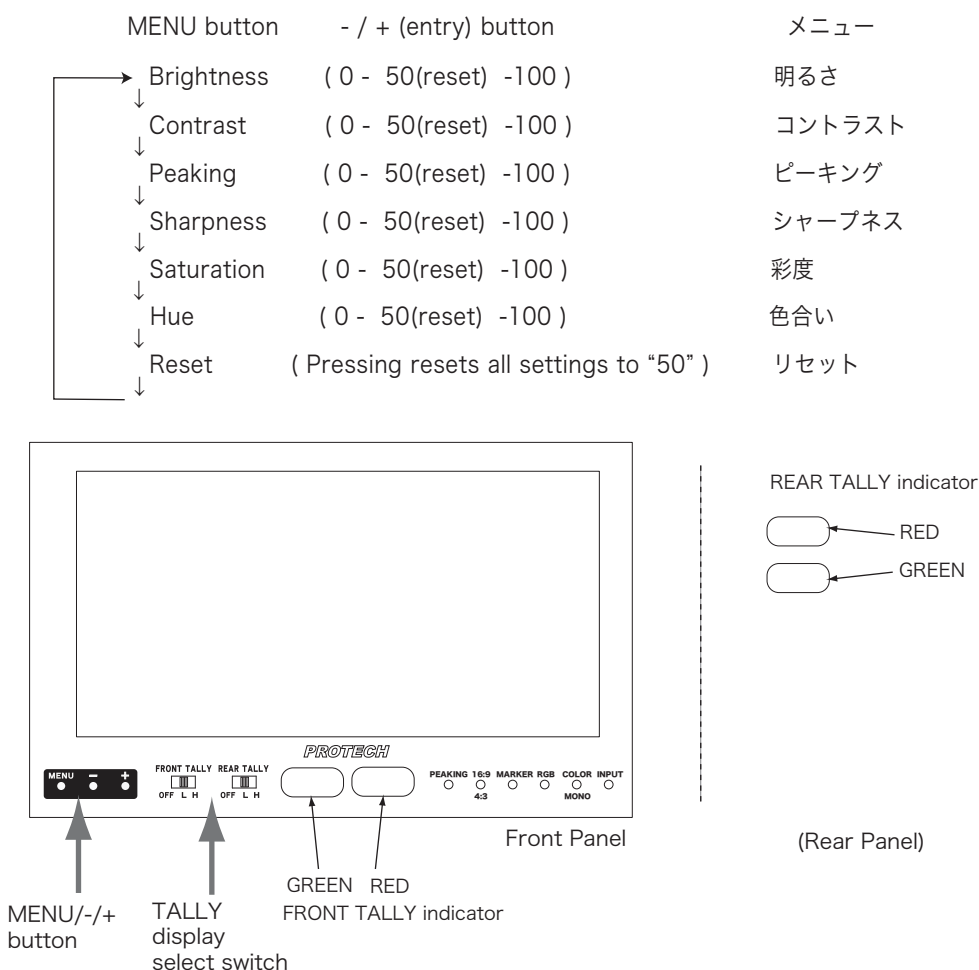 MENU button - / + (entry) button メニュー
Brightness ( 0 - 50(reset) -100 ) 明るさ
↓
Contrast ( 0 - 50(reset) -100 ) コントラスト
↓
Peaking ( 0 - 50(reset) -100 ) ピーキング
↓
Sharpness ( 0 - 50(reset) -100 ) シャープネス
↓
Saturation ( 0 - 50(reset) -100 ) 彩度
↓
Hue ( 0 - 50(reset) -100 ) 色合い
↓
Reset ( Pressing resets all settings to “50” ) リセット
↓
REAR TALLY indicator
RED
GREEN
PROTECH
MENU − +
FRONT TALLY REAR TALLY
OFF L H OFF L H
PEAKING 16:9 MARKER RGB COLOR INPUT
4:3 MONO
Front Panel
(Rear Panel)
GREEN RED
FRONT TALLY indicator
MENU/-/+
button
TALLY
display
select switch